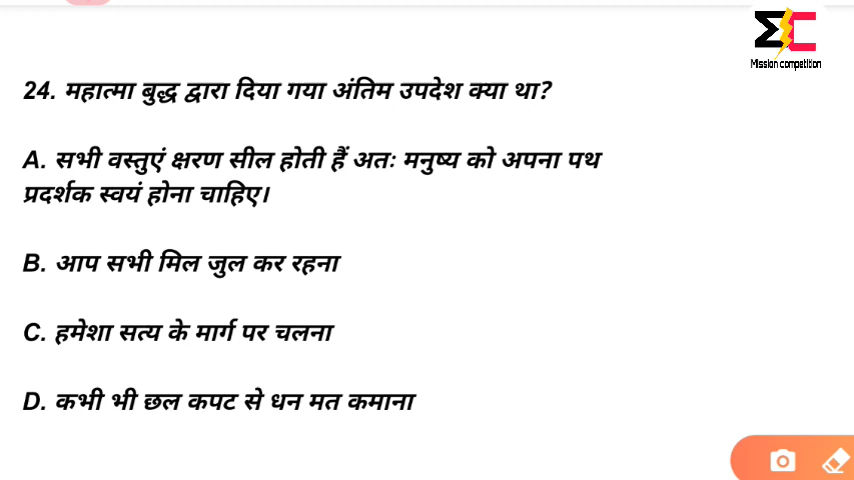 Mission competition
24. महात्मा बुद्ध द्वारा दिया गया अंतिम उपदेश क्या था?
A. सभी वस्तुएं क्षरण सील होती हैं अतः मनुष्य को अपना पथ
प्रदर्शक स्वयं होना चाहिए।
B. आप सभी मिल जुल कर रहना
C. हमेशा सत्य के मार्ग पर चलना
D. कभी भी छल कपट से धन मत कमाना